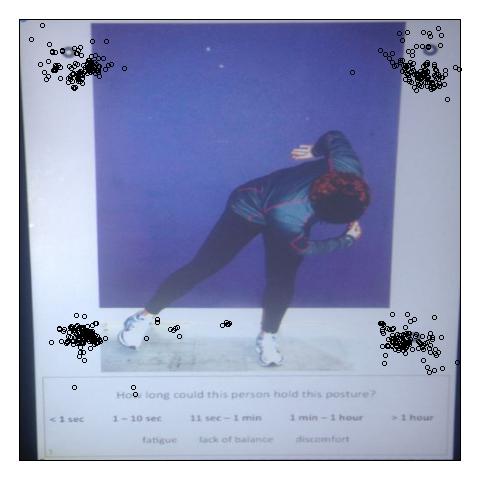 How long could this person hold this posture?
< 1 sec 1 – 10 sec 11 sec – 1 min 1 min – 1 hour > 1 hour
fatigue lack of balance discomfort